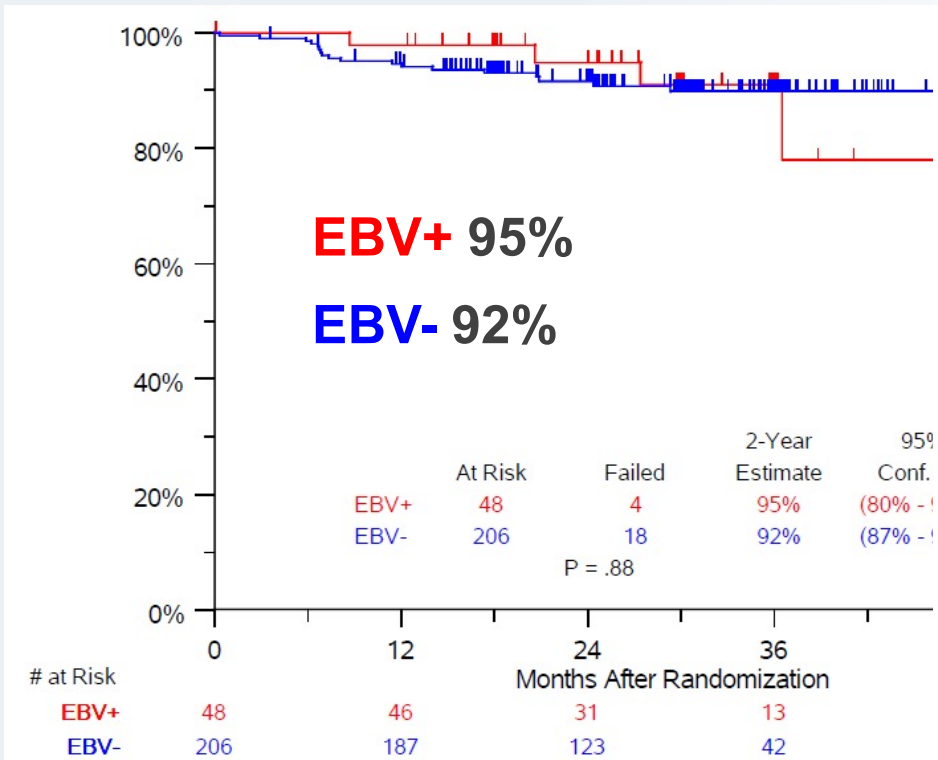 100%
80%
EBV+ 95%
60%
EBV- 92%
40%
2-Year 95%
At Risk Failed Estimate Conf.
20%
EBV+ 48 4 95% (80% -
EBV- 206 18 92% (87% -
P = .88
0%
0 12 24 36
# at Risk Months After Randomization
EBV+ 48 46 31 13
EBV- 206 187 123 42